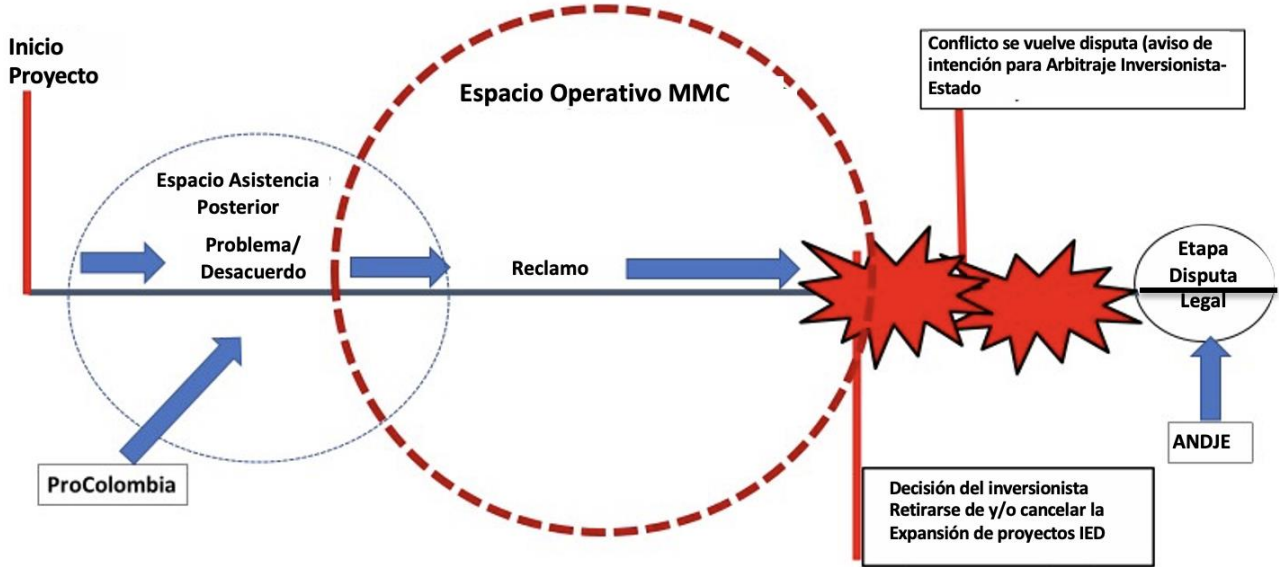 Inicio
Proyecto
Espacio Asistencia
Posterior
Problema/
Desacuerdo
ProColombia
Espacio Operativo MMC
Reclamo
Conflicto se vuelve disputa (aviso de
intención para Arbitraje Inversionista-
Estado
Decisión del inversionista
Retirarse de y/o cancelar la
Expansión de proyectos IED
Etapa
Disputa
Legal
ANDJE